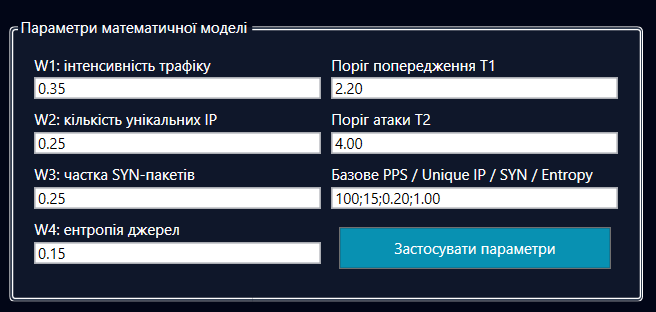 Параметри математичної моделі
W1: інтенсивність трафіку
0.35
W2: кількість унікальних IP
0.25
W3: частка SYN-пакетів
0.25
W4: ентропія джерел
0.15
Поріг попередження T1
2.20
Поріг атаки T2
4.00
Базове PPS / Unique IP / SYN / Entropy
100;15;0.20;1.00
Застосувати параметри